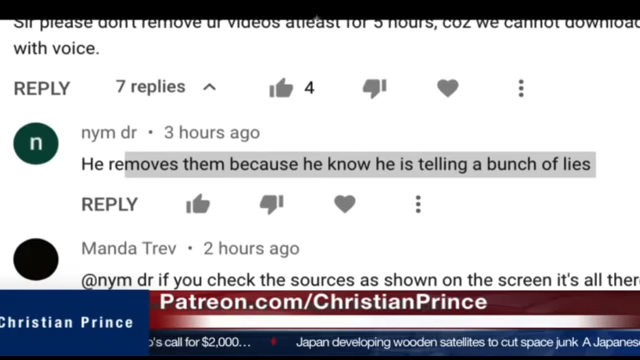 Sir please don't remove ur videos atleast for 5 hours, coz we cannot download
with voice.
REPLY 7 replies 4
n
nym dr • 3 hours ago
He removes them because he know he is telling a bunch of lies
REPLY
Manda Trev • 2 hours ago
@nym dr if you check the sources as shown on the screen it's all
Patreon.com/ChristianPrince
Christian Prince
's call for $2,000... Japan developing wooden satellites to cut space junk A Japanes